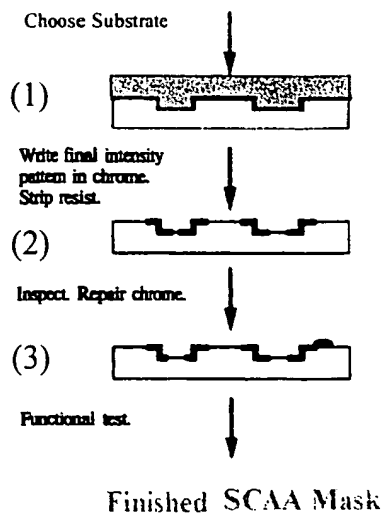 Choose Substrate
(1)
Write final intensity
pattern in chrome.
Strip resist.
(2)
Inspect. Repair chrome.
(3)
Functional test.
Finished SCAA Mask